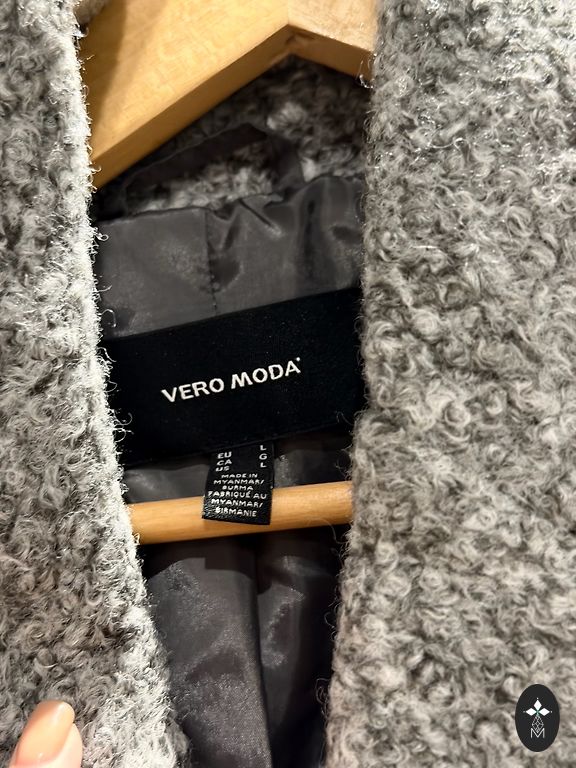 VERO MODA
EU L
CA G
US L
MADE IN
MYANMAR/
BURMA
FABRIQUÉ AU
MYANMAR/
BIRMANIE
M